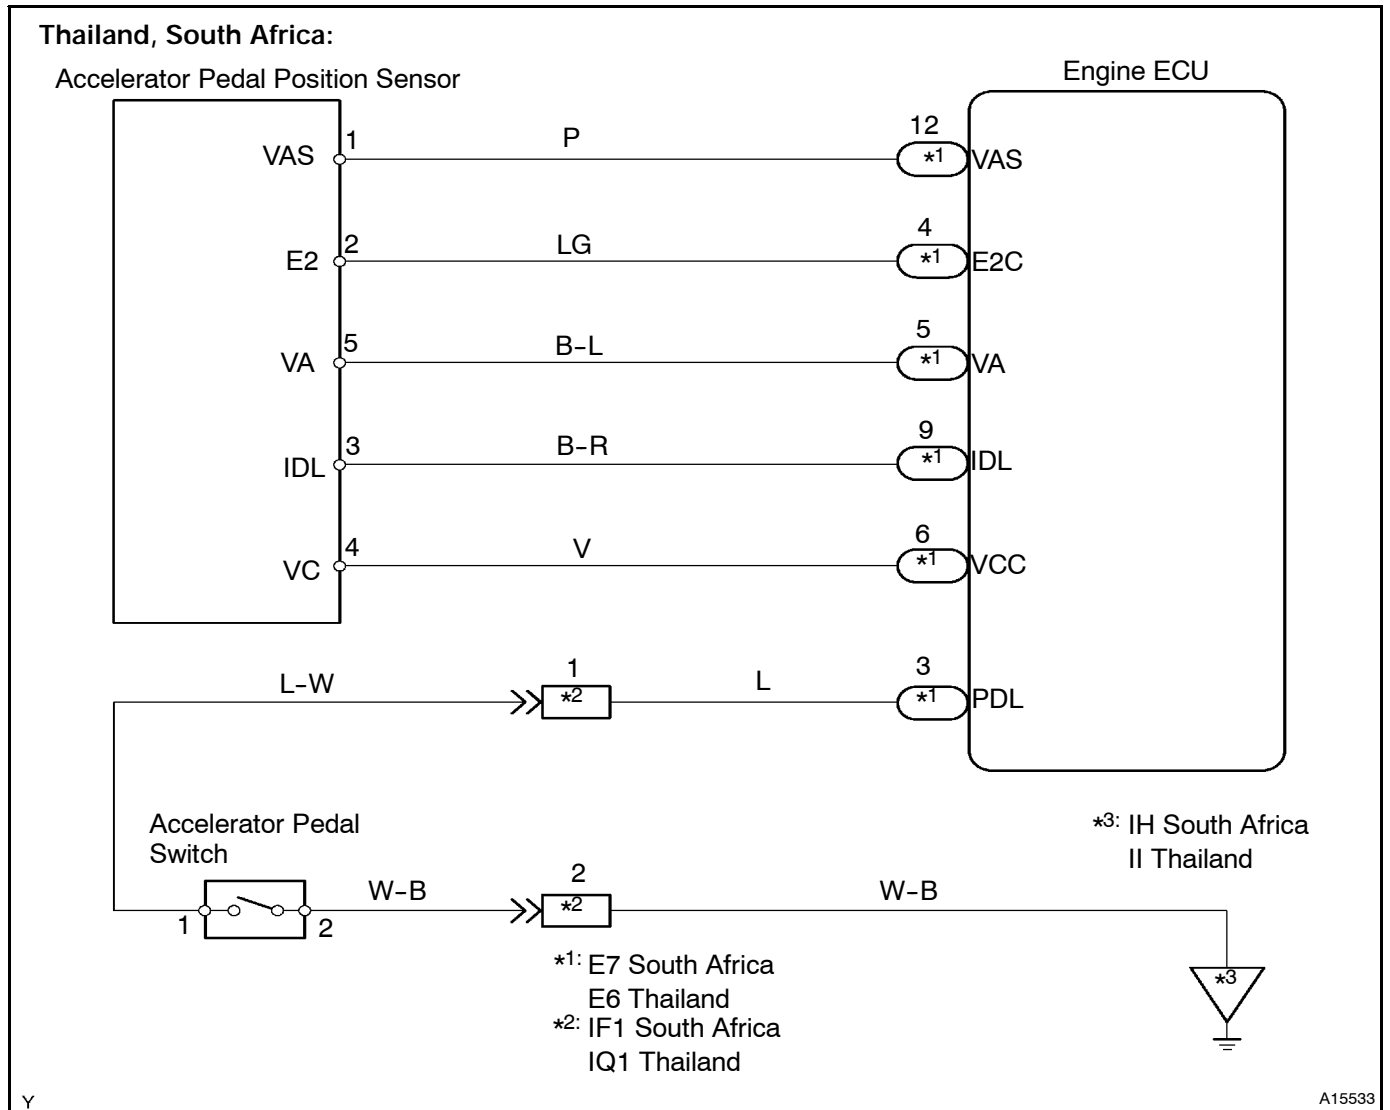 Thailand, South Africa:
Accelerator Pedal Position Sensor
Engine ECU
VAS
1
P
12
*1
VAS
E2
2
LG
4
*1
E2C
VA
5
B-L
5
*1
VA
IDL
3
B-R
9
*1
IDL
VC
4
V
6
*1
VCC
L-W
1
*2
L
3
*1
PDL
Accelerator Pedal
Switch
1
2
W-B
2
*2
W-B
*3: IH South Africa
II Thailand
*3
*1: E7 South Africa
E6 Thailand
*2: IF1 South Africa
IQ1 Thailand
Y
A15533